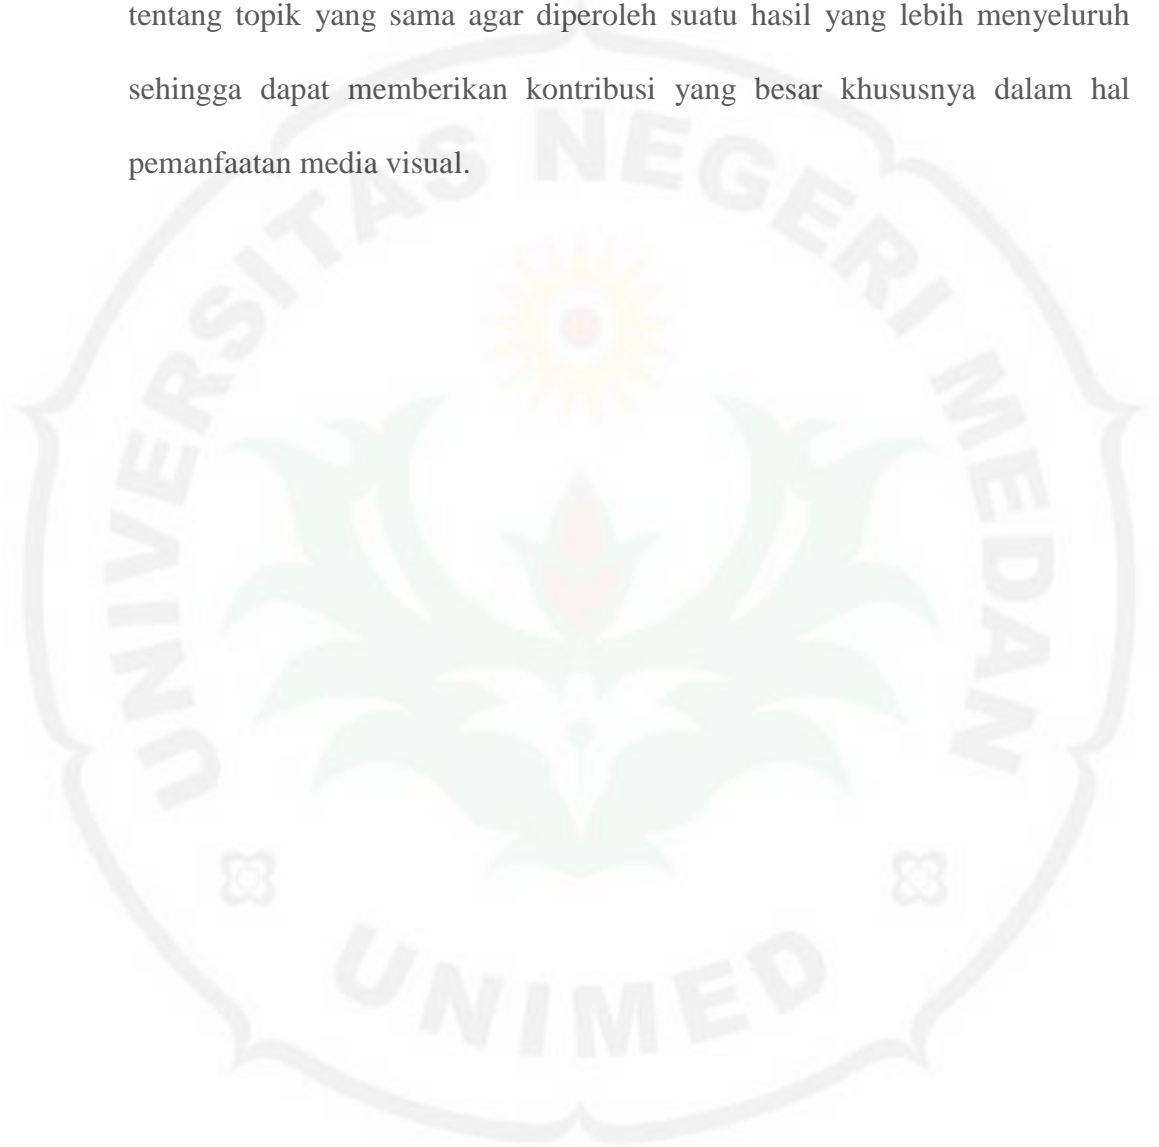 tentang topik yang sama agar diperoleh suatu hasil yang lebih menyeluruh
sehingga dapat memberikan kontribusi yang besar khususnya dalam hal
pemanfaatan media visual.
UNIVERSITAS NEGERI MEDAN
UNIMED